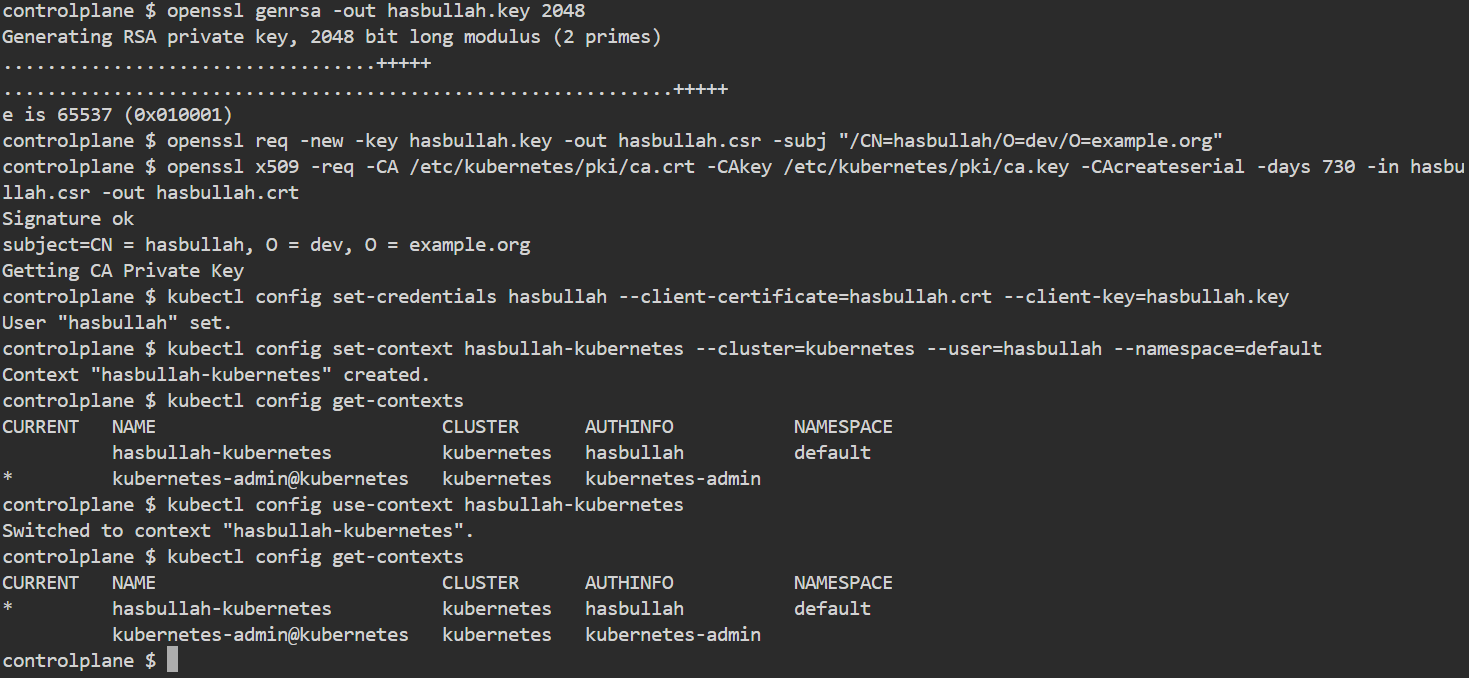 controlplane $ openssl genrsa -out hasbullah.key 2048
Generating RSA private key, 2048 bit long modulus (2 primes)
..................................+++++
.............................................................+++++
e is 65537 (0x010001)
controlplane $ openssl req -new -key hasbullah.key -out hasbullah.csr -subj "/CN=hasbullah/O=dev/O=example.org"
controlplane $ openssl x509 -req -CA /etc/kubernetes/pki/ca.crt -CAkey /etc/kubernetes/pki/ca.key -CAcreateserial -days 730 -in hasbu
llah.csr -out hasbullah.crt
Signature ok
subject=CN = hasbullah, O = dev, O = example.org
Getting CA Private Key
controlplane $ kubectl config set-credentials hasbullah --client-certificate=hasbullah.crt --client-key=hasbullah.key
User "hasbullah" set.
controlplane $ kubectl config set-context hasbullah-kubernetes --cluster=kubernetes --user=hasbullah --namespace=default
Context "hasbullah-kubernetes" created.
controlplane $ kubectl config get-contexts
CURRENT   NAME                          CLUSTER      AUTHINFO           NAMESPACE
          hasbullah-kubernetes          kubernetes   hasbullah          default
*         kubernetes-admin@kubernetes   kubernetes   kubernetes-admin
controlplane $ kubectl config use-context hasbullah-kubernetes
Switched to context "hasbullah-kubernetes".
controlplane $ kubectl config get-contexts
CURRENT   NAME                          CLUSTER      AUTHINFO           NAMESPACE
*         hasbullah-kubernetes          kubernetes   hasbullah          default
          kubernetes-admin@kubernetes   kubernetes   kubernetes-admin
controlplane $